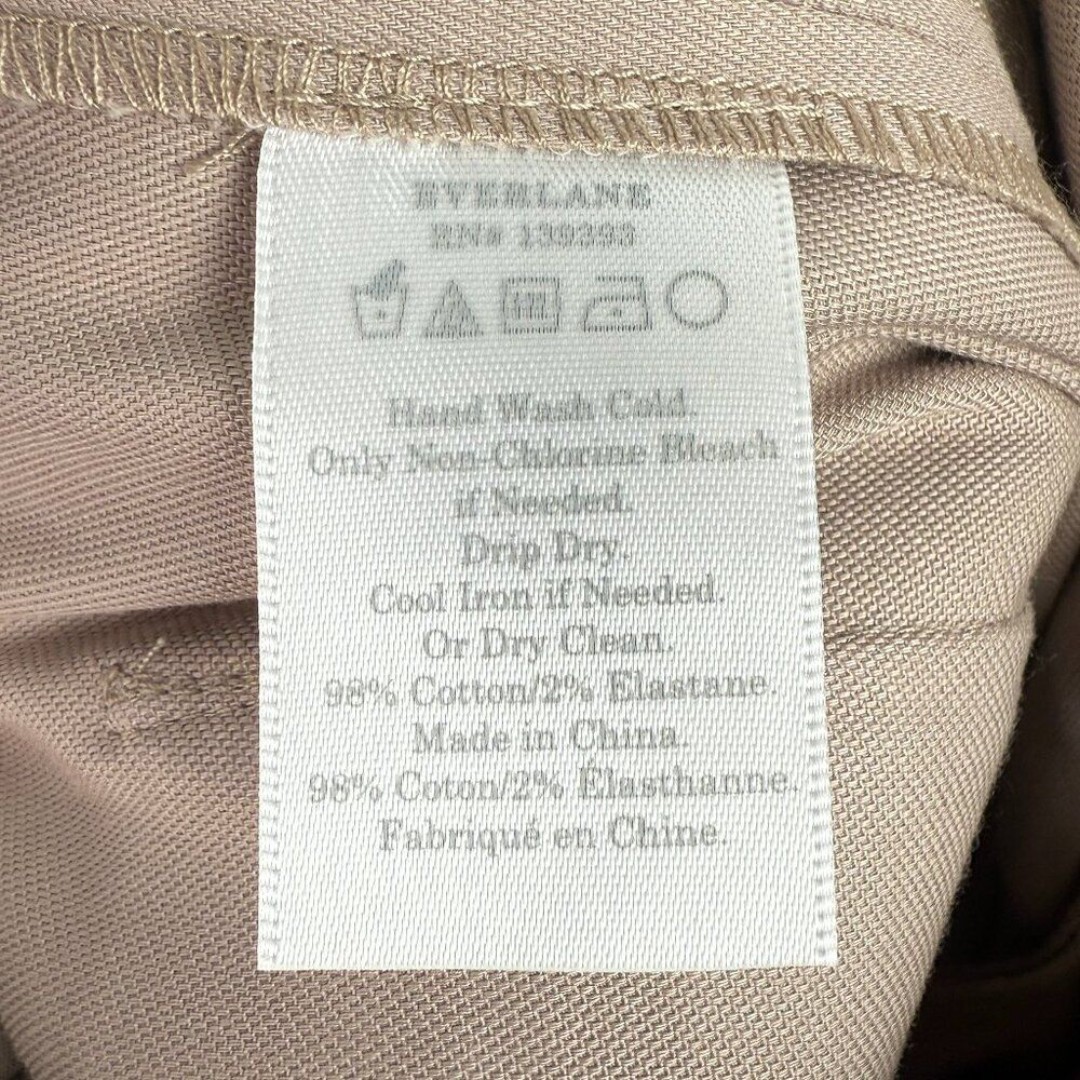 EVERLANE
RN# 139393
Hand Wash Cold.
Only Non-Chlorine Bleach
if Needed.
Drip Dry.
Cool Iron if Needed.
Or Dry Clean.
98% Cotton/2% Elastane.
Made in China.
98% Coton/2% Élasthanne.
Fabriqué en Chine.